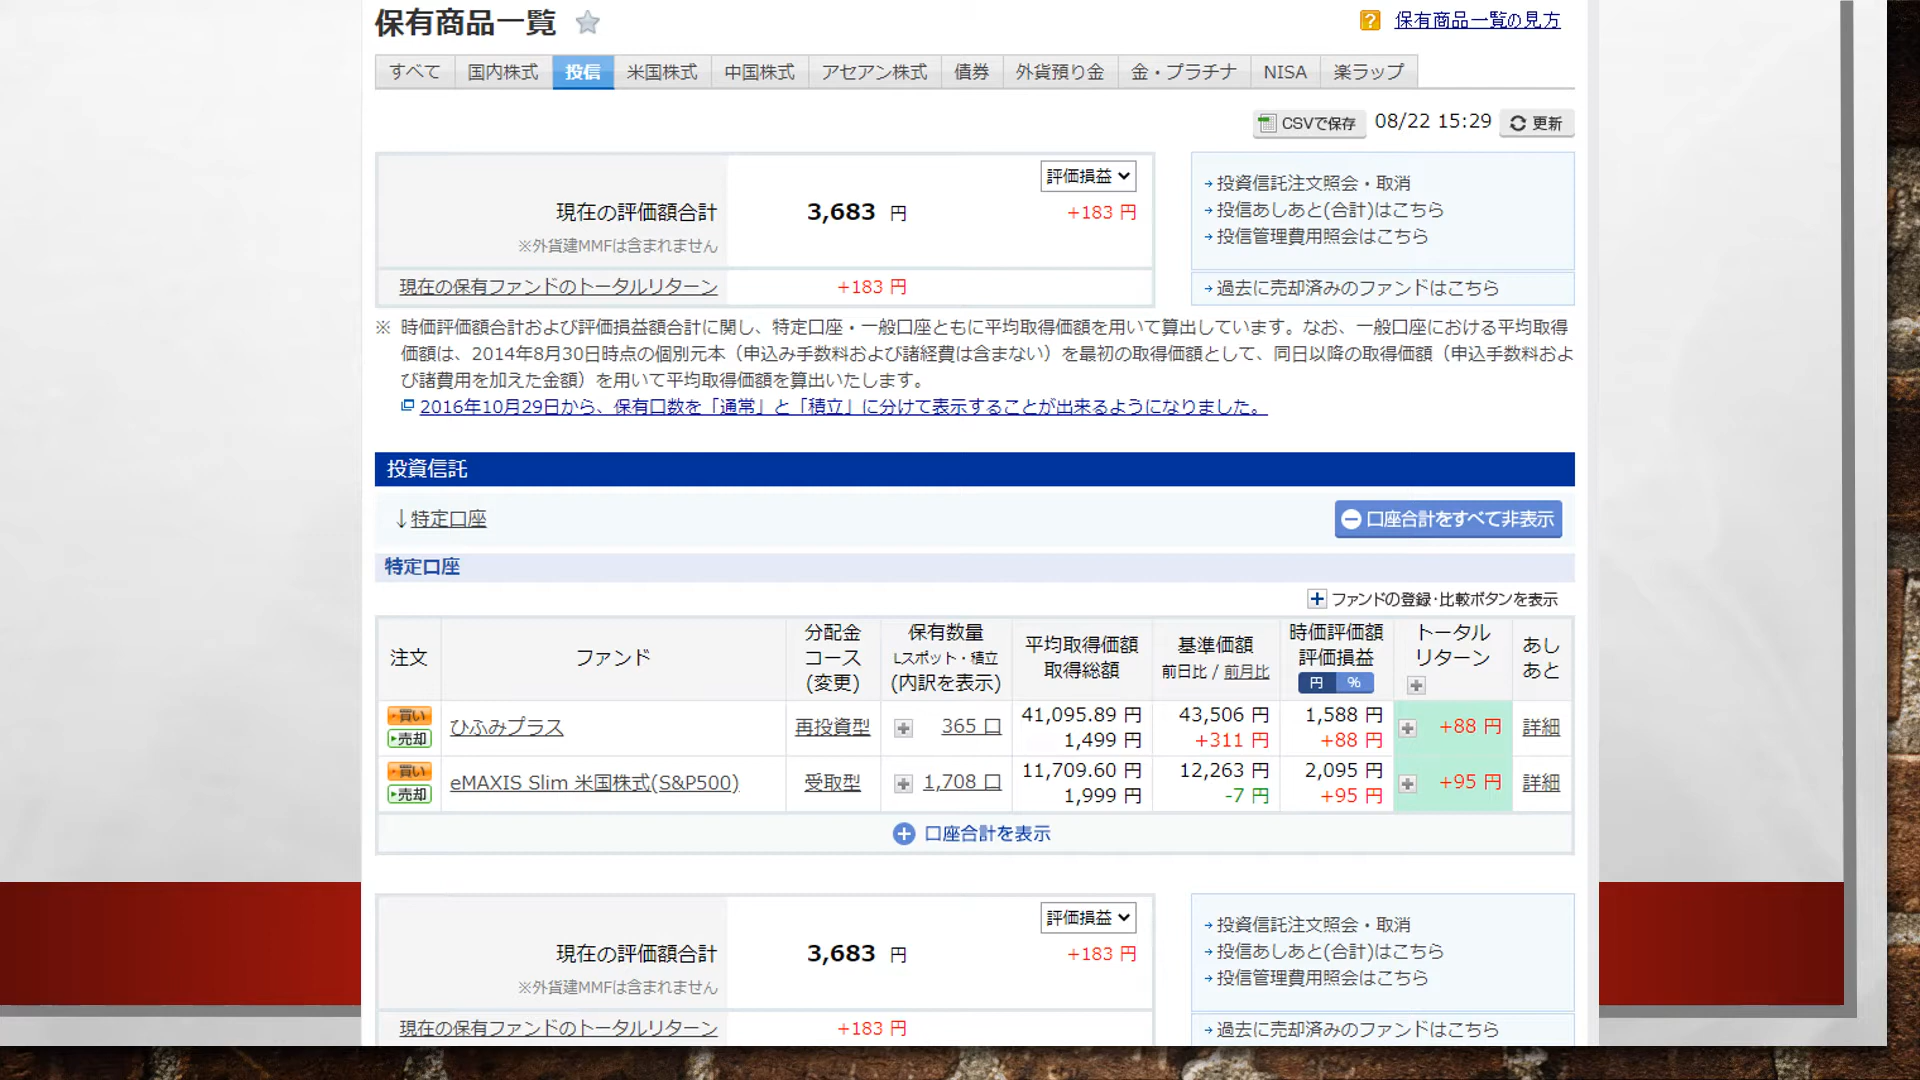 保有商品一覧
保有商品一覧の見方
すべて 国内株式 投信 米国株式 中国株式 アセアン株式 債券 外貨預り金 金・プラチナ NISA 楽ラップ
CSVで保存 08/22 15:29 更新
評価損益
現在の評価額合計 3,683 円 +183 円
※外貨建MMFは含まれません
現在の保有ファンドのトータルリターン +183 円
投資信託注文照会・取消
投信あしあと(合計)はこちら
投信管理費用照会はこちら
過去に売却済みのファンドはこちら
※ 時価評価額合計および評価損益額合計に関し、特定口座・一般口座ともに平均取得価額を用いて算出しています。なお、一般口座における平均取得
価額は、2014年8月30日時点の個別元本（申込み手数料および諸経費は含まない）を最初の取得価額として、同日以降の取得価額（申込手数料およ
び諸費用を加えた金額）を用いて平均取得価額を算出いたします。
2016年10月29日から、保有口数を「通常」と「積立」に分けて表示することが出来るようになりました。
投資信託
↓特定口座
口座合計をすべて非表示
特定口座
ファンドの登録・比較ボタンを表示
注文 ファンド
分配金
コース
(変更)
保有数量
Lスポット・積立
(内訳を表示)
平均取得価額
取得総額
基準価額
前日比 / 前月比
時価評価額
評価損益
円 %
トータル
リターン
あし
あと
買い ひふみプラス 再投資型 365 口 41,095.89 円 43,506 円 1,588 円 +88 円 詳細
売却 1,499 円 +311 円 +88 円
買い eMAXIS Slim 米国株式(S&P500) 受取型 1,708 口 11,709.60 円 12,263 円 2,095 円 +95 円 詳細
売却 1,999 円 -7 円 +95 円
口座合計を表示
評価損益
現在の評価額合計 3,683 円 +183 円
※外貨建MMFは含まれません
現在の保有ファンドのトータルリターン +183 円
投資信託注文照会・取消
投信あしあと(合計)はこちら
投信管理費用照会はこちら
過去に売却済みのファンドはこちら